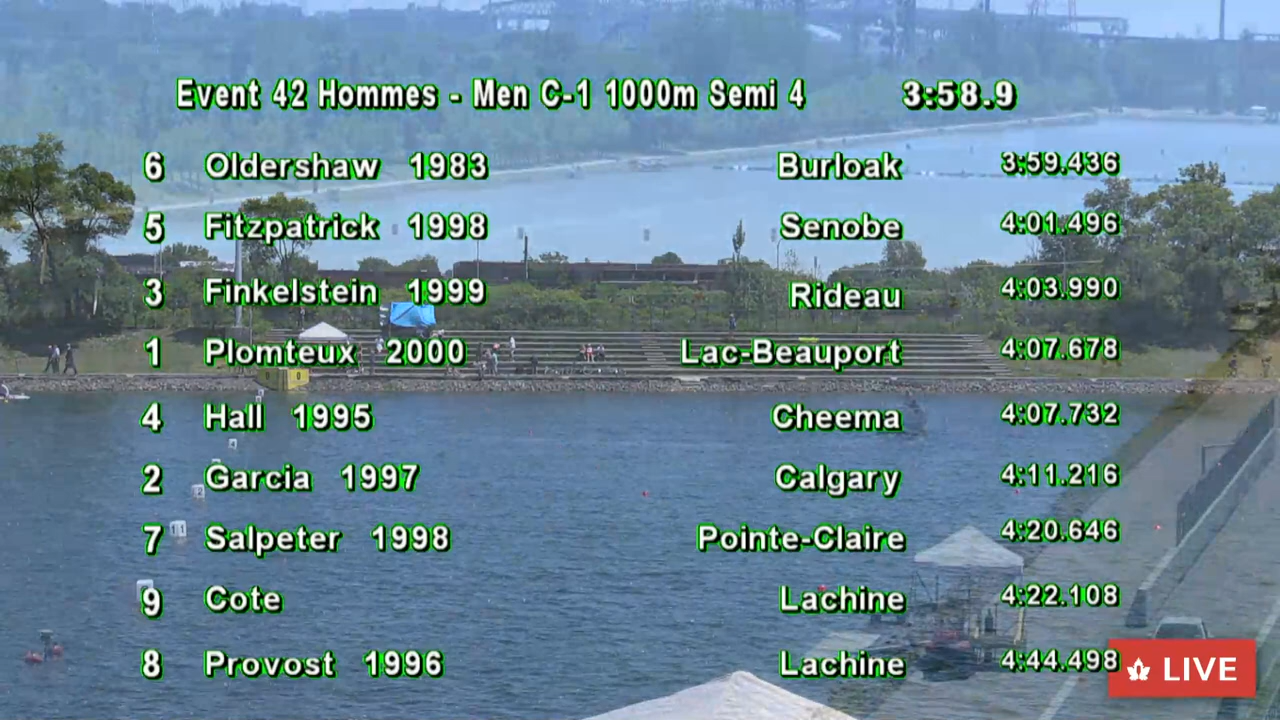 Event 42 Hommes - Men C-1 1000m Semi 4 3:58.9
6 Oldershaw 1983 Burloak 3:59.436
5 Fitzpatrick 1998 Senobe 4:01.496
3 Finkelstein 1999 Rideau 4:03.990
1 Plomteux 2000 Lac-Beauport 4:07.678
4 Hall 1995 Cheema 4:07.732
2 Garcia 1997 Calgary 4:11.216
7 Salpeter 1998 Pointe-Claire 4:20.646
9 Cote Lachine 4:22.108
8 Provost 1996 Lachine 4:44.498
LIVE